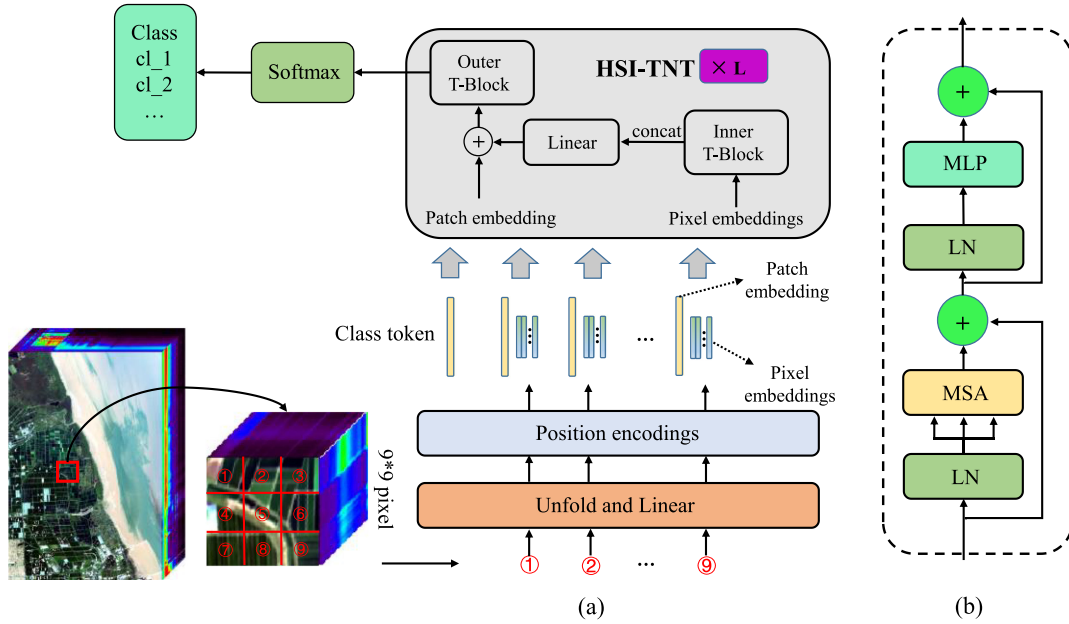 Class
cl_1
cl_2
...
Softmax
Outer
T-Block
HSI-TNT
× L
+
Linear
concat
Inner
T-Block
Patch embedding
Pixel embeddings
Class token
...
Patch
embedding
Pixel
embeddings
Position encodings
Unfold and Linear
9*9 pixel
① ② ③
④ ⑤ ⑥
⑦ ⑧ ⑨
① ② ... ⑨
(a)
+
MLP
LN
+
MSA
LN
(b)